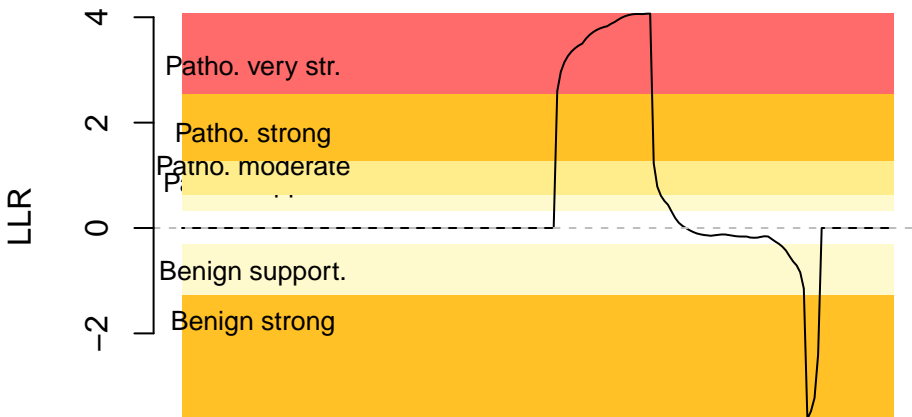 4
Patho. very str.
2
Patho. strong
Patho. moderate
LLR
0
Benign support.
Benign strong
−2